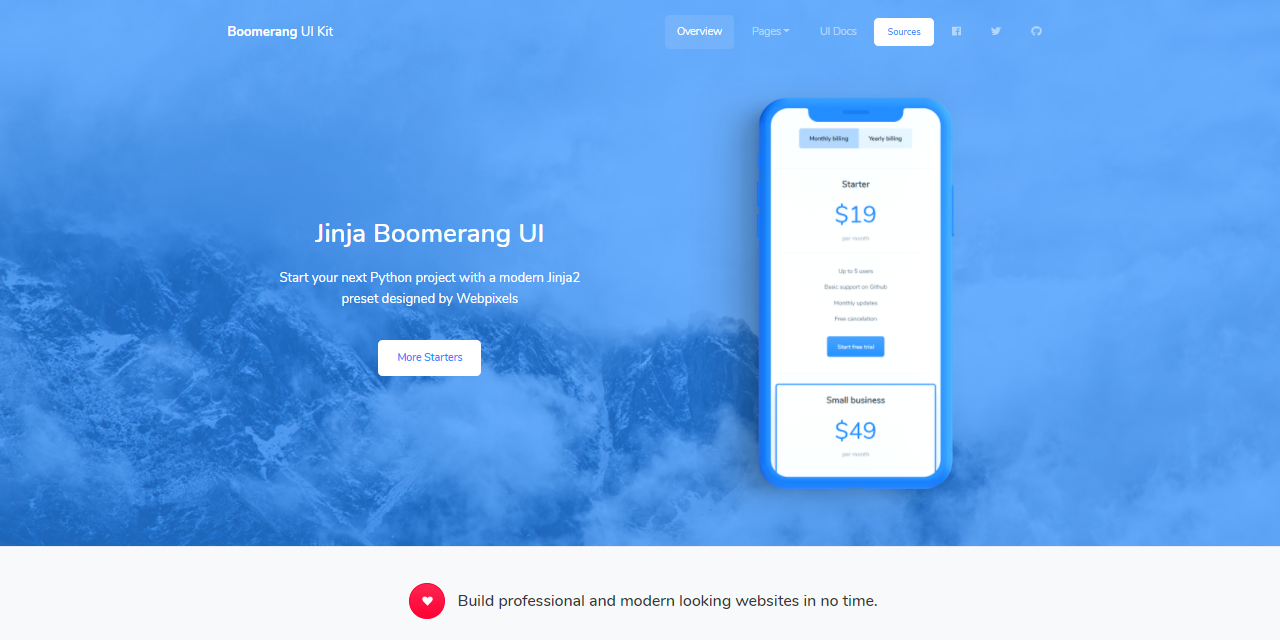 Boomerang UI Kit
Overview
Pages
UI Docs
Sources
Monthly billing
Yearly billing
Starter
$19
per month
Up to 5 users
Basic support on Github
Monthly updates
Free cancelation
Start free trial
Small business
$49
per month
Jinja Boomerang UI
Start your next Python project with a modern Jinja2
preset designed by Webpixels
More Starters
Build professional and modern looking websites in no time.